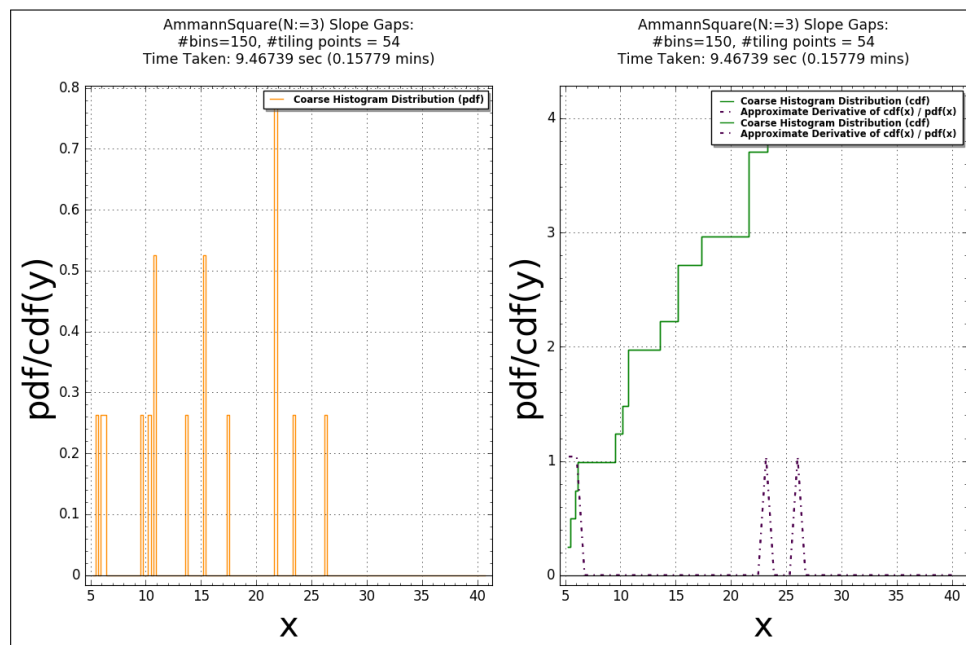 AmmannSquare(N:=3) Slope Gaps:
#bins=150, #tiling points = 54
Time Taken: 9.46739 sec (0.15779 mins)
Coarse Histogram Distribution (pdf)
pdf/cdf(y)
0.8
0.7
0.6
0.5
0.4
0.3
0.2
0.1
0
5 10 15 20 25 30 35 40
x
AmmannSquare(N:=3) Slope Gaps:
#bins=150, #tiling points = 54
Time Taken: 9.46739 sec (0.15779 mins)
Coarse Histogram Distribution (cdf)
Approximate Derivative of cdf(x) / pdf(x)
Coarse Histogram Distribution (cdf)
Approximate Derivative of cdf(x) / pdf(x)
pdf/cdf(y)
4
3
2
1
0
5 10 15 20 25 30 35 40
x